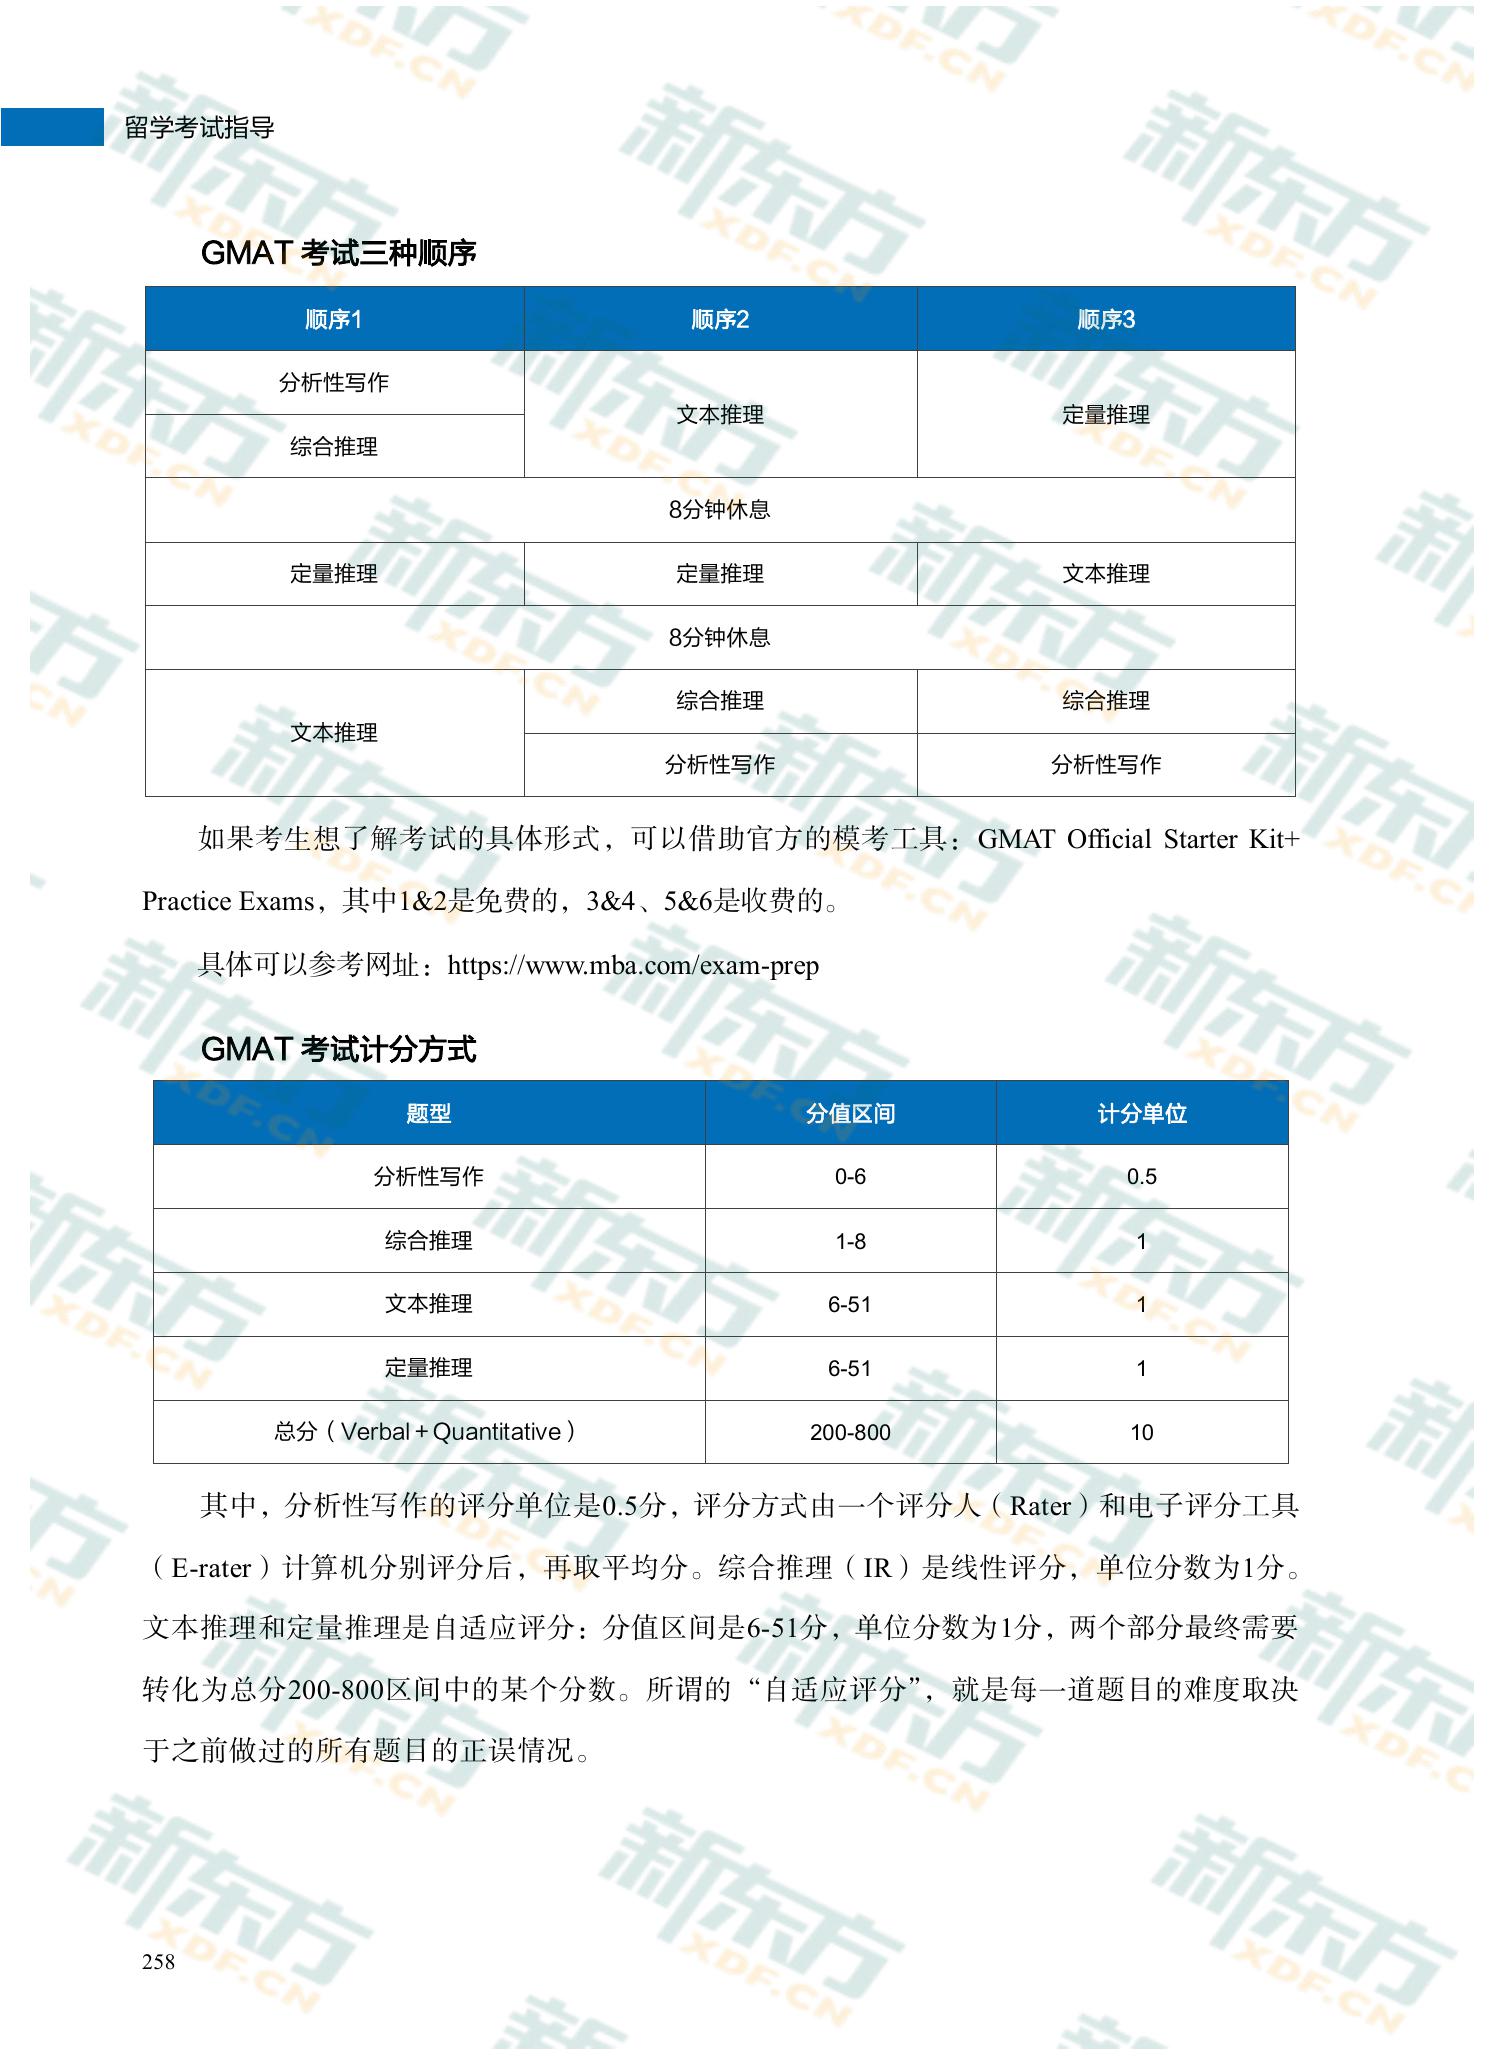 留学考试指导
GMAT 考试三种顺序
顺序1 顺序2 顺序3
分析性写作
文本推理 定量推理
综合推理
8分钟休息
定量推理 定量推理 文本推理
8分钟休息
综合推理 综合推理
文本推理
分析性写作 分析性写作
如果考生想了解考试的具体形式，可以借助官方的模考工具：GMAT Official Starter Kit+
Practice Exams，其中1&2是免费的，3&4、5&6是收费的。
具体可以参考网址：https://www.mba.com/exam-prep
GMAT 考试计分方式
题型 分值区间 计分单位
分析性写作 0-6 0.5
综合推理 1-8 1
文本推理 6-51 1
定量推理 6-51 1
总分（Verbal＋Quantitative） 200-800 10
其中，分析性写作的评分单位是0.5分，评分方式由一个评分人（Rater）和电子评分工具
（E-rater）计算机分别评分后，再取平均分。综合推理（IR）是线性评分，单位分数为1分。
文本推理和定量推理是自适应评分：分值区间是6-51分，单位分数为1分，两个部分最终需要
转化为总分200-800区间中的某个分数。所谓的“自适应评分”，就是每一道题目的难度取决
于之前做过的所有题目的正误情况。
258
新东方
XDF.CN